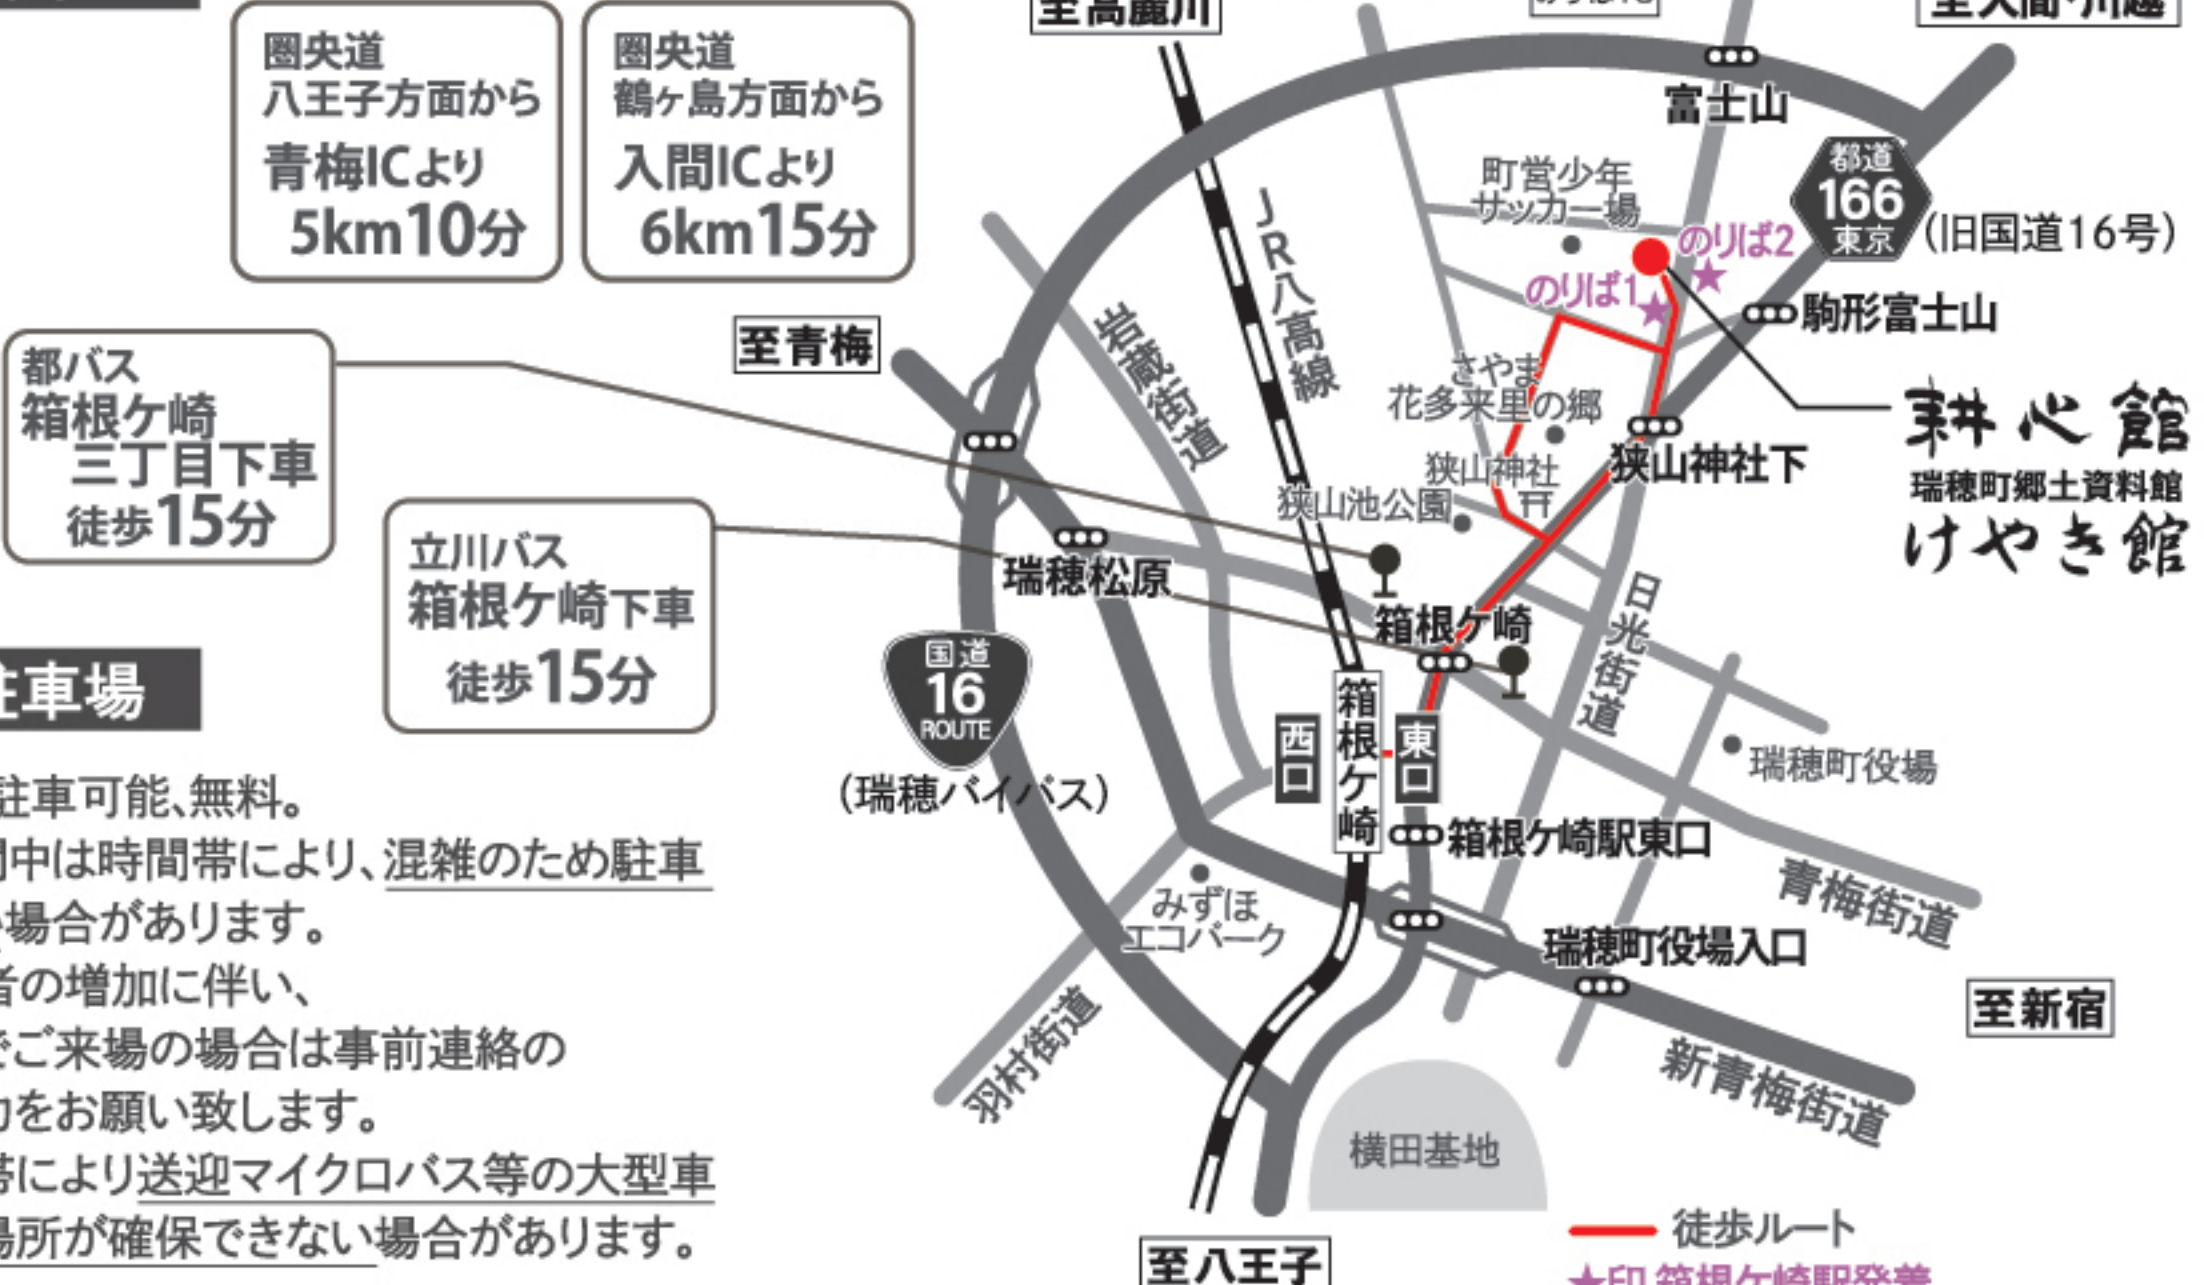 圏央道
八王子方面から
青梅ICより
5km10分
圏央道
鶴ヶ島方面から
入間ICより
6km15分
都バス
箱根ケ崎
三丁目下車
徒歩15分
立川バス
箱根ケ崎下車
徒歩15分
駐車場
駐車可能、無料。
間中は時間帯により、混雑のため駐車
い場合があります。
者の増加に伴い、
でご来場の場合は事前連絡の
力をお願い致します。
帯により送迎マイクロバス等の大型車
場所が確保できない場合があります。
至高麗川
至入間・川越
富士山
都道
166
東京
(旧国道16号)
町営少年
サッカー場
のりば2
のりば1
駒形富士山
JR八高線
岩蔵街道
至青梅
さやま
花多来里の郷
耕心館
瑞穂町郷土資料館
けやき館
狭山神社下
狭山神社
狭山池公園
瑞穂松原
箱根ケ崎
日光街道
国道
16
ROUTE
(瑞穂バイパス)
西口
箱根ケ崎
東口
瑞穂町役場
箱根ケ崎駅東口
青梅街道
みずほ
エコパーク
瑞穂町役場入口
至新宿
羽村街道
新青梅街道
横田基地
至八王子
徒歩ルート
★印 箱根ケ崎駅発着